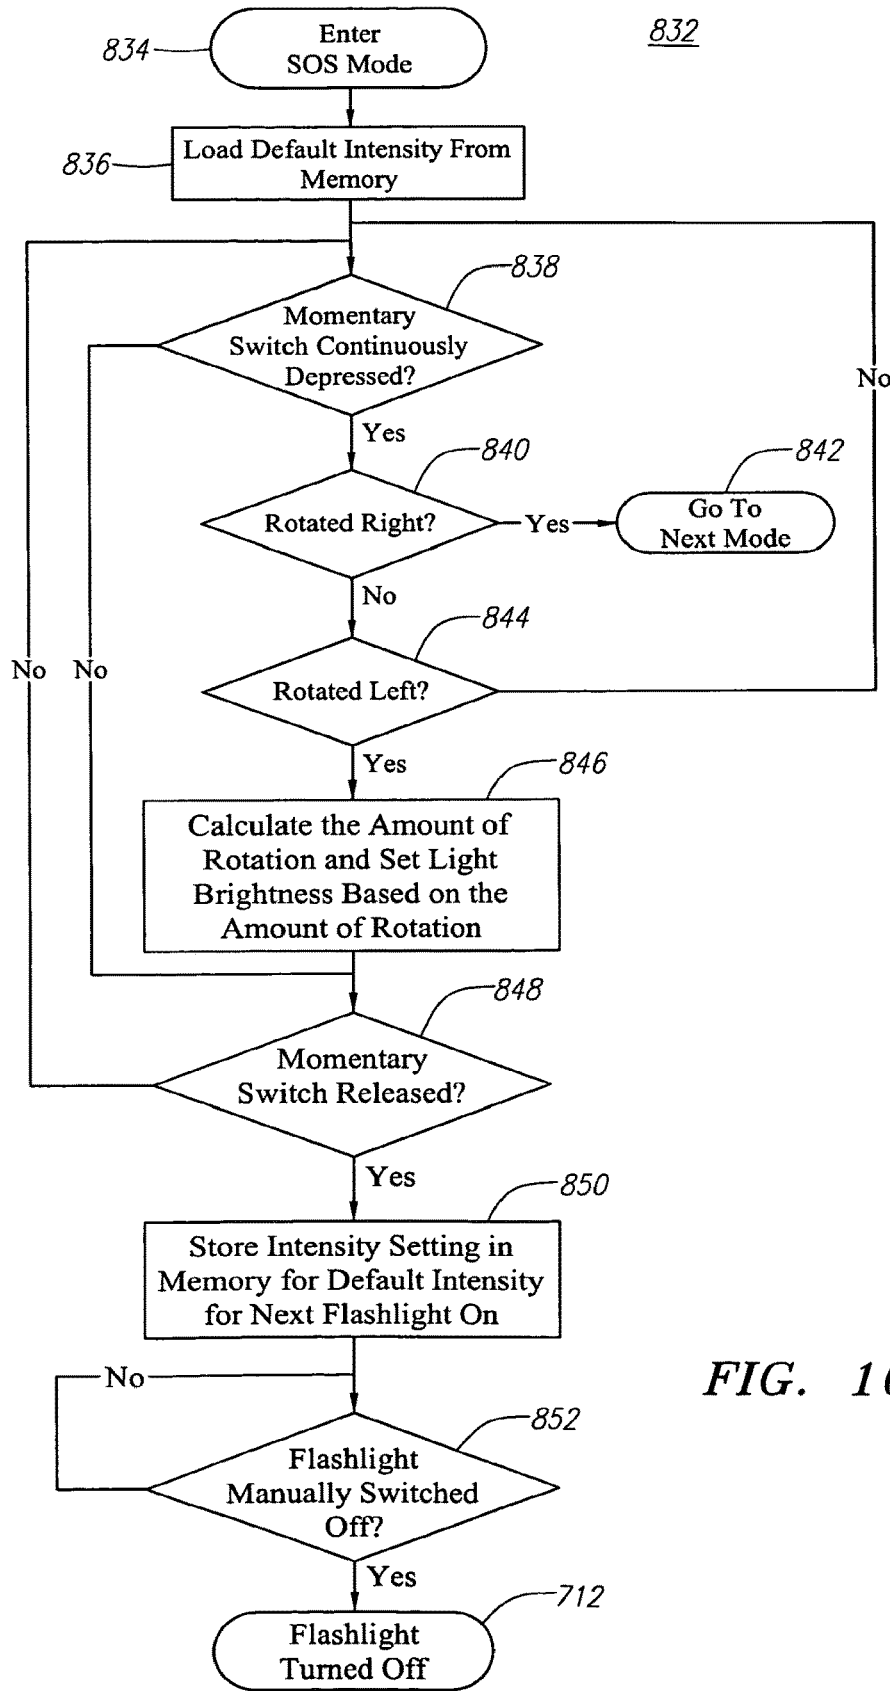 Enter
SOS Mode
834
832
Load Default Intensity From
Memory
836
838
Momentary
Switch Continuously
Depressed?
No
Yes
840
842
Rotated Right?
Yes
Go To
Next Mode
No
844
No
No
Rotated Left?
Yes
846
Calculate the Amount of
Rotation and Set Light
Brightness Based on the
Amount of Rotation
848
Momentary
Switch Released?
Yes
850
Store Intensity Setting in
Memory for Default Intensity
for Next Flashlight On
No
FIG. 10
852
Flashlight
Manually Switched
Off?
Yes
712
Flashlight
Turned Off